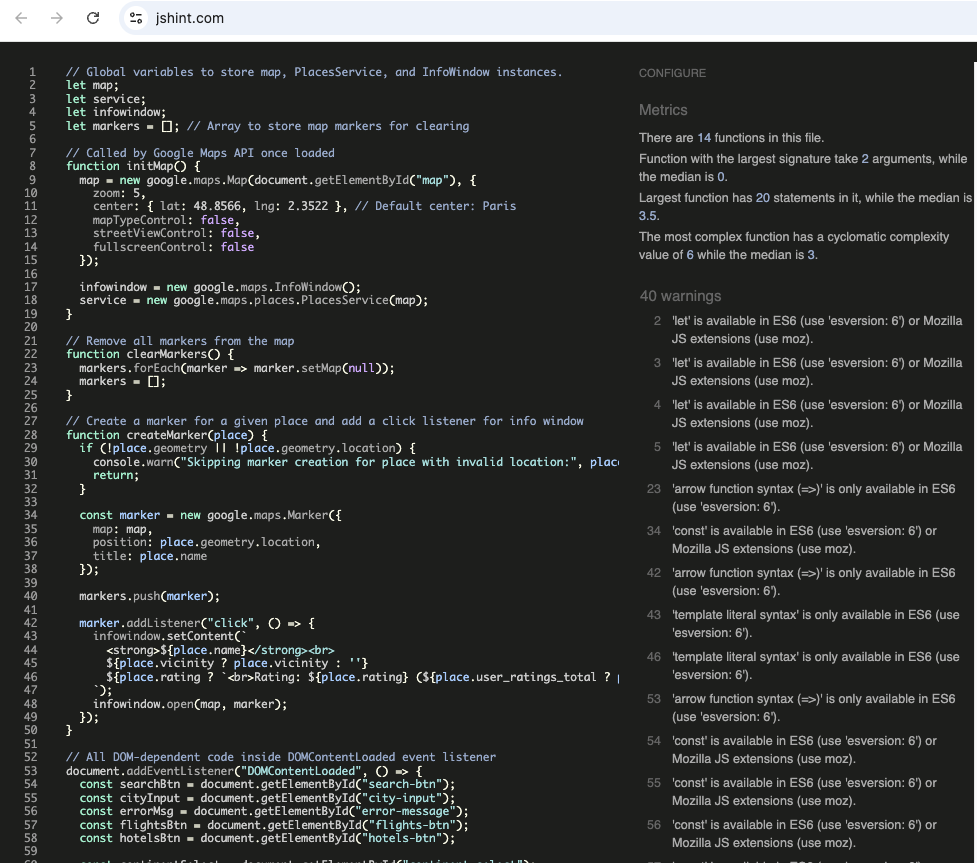 jshint.com
1 // Global variables to store map, PlacesService, and InfoWindow instances.
2 let map;
3 let service;
4 let infowindow;
5 let markers = []; // Array to store map markers for clearing
6
7 // Called by Google Maps API once loaded
8 function initMap() {
9 map = new google.maps.Map(document.getElementById("map"), {
10 zoom: 5,
11 center: { lat: 48.8566, lng: 2.3522 }, // Default center: Paris
12 mapTypeControl: false,
13 streetViewControl: false,
14 fullscreenControl: false
15 });
16
17 infowindow = new google.maps.InfoWindow();
18 service = new google.maps.places.PlacesService(map);
19 }
20
21 // Remove all markers from the map
22 function clearMarkers() {
23 markers.forEach(marker => marker.setMap(null));
24 markers = [];
25 }
26
27 // Create a marker for a given place and add a click listener for info window
28 function createMarker(place) {
29 if (!place.geometry || !place.geometry.location) {
30 console.warn("Skipping marker creation for place with invalid location:", place
31 return;
32 }
33
34 const marker = new google.maps.Marker({
35 map: map,
36 position: place.geometry.location,
37 title: place.name
38 });
39
40 markers.push(marker);
41
42 marker.addListener("click", () => {
43 infowindow.setContent(`
44 <strong>${place.name}</strong><br>
45 ${place.vicinity ? place.vicinity : ''}
46 ${place.rating ? `<br>Rating: ${place.rating} (${place.user_ratings_total ? p
47 `);
48 infowindow.open(map, marker);
49 });
50 }
51
52 // All DOM-dependent code inside DOMContentLoaded event listener
53 document.addEventListener("DOMContentLoaded", () => {
54 const searchBtn = document.getElementById("search-btn");
55 const cityInput = document.getElementById("city-input");
56 const errorMsg = document.getElementById("error-message");
57 const flightsBtn = document.getElementById("flights-btn");
58 const hotelsBtn = document.getElementById("hotels-btn");
59
CONFIGURE
Metrics
There are 14 functions in this file.
Function with the largest signature take 2 arguments, while
the median is 0.
Largest function has 20 statements in it, while the median is
3.5.
The most complex function has a cyclomatic complexity
value of 6 while the median is 3.
40 warnings
2 'let' is available in ES6 (use 'esversion: 6') or Mozilla
JS extensions (use moz).
3 'let' is available in ES6 (use 'esversion: 6') or Mozilla
JS extensions (use moz).
4 'let' is available in ES6 (use 'esversion: 6') or Mozilla
JS extensions (use moz).
5 'let' is available in ES6 (use 'esversion: 6') or Mozilla
JS extensions (use moz).
23 'arrow function syntax (=>)' is only available in ES6
(use 'esversion: 6').
34 'const' is available in ES6 (use 'esversion: 6') or
Mozilla JS extensions (use moz).
42 'arrow function syntax (=>)' is only available in ES6
(use 'esversion: 6').
43 'template literal syntax' is only available in ES6 (use
'esversion: 6').
46 'template literal syntax' is only available in ES6 (use
'esversion: 6').
53 'arrow function syntax (=>)' is only available in ES6
(use 'esversion: 6').
54 'const' is available in ES6 (use 'esversion: 6') or
Mozilla JS extensions (use moz).
55 'const' is available in ES6 (use 'esversion: 6') or
Mozilla JS extensions (use moz).
56 'const' is available in ES6 (use 'esversion: 6') or
Mozilla JS extensions (use moz).